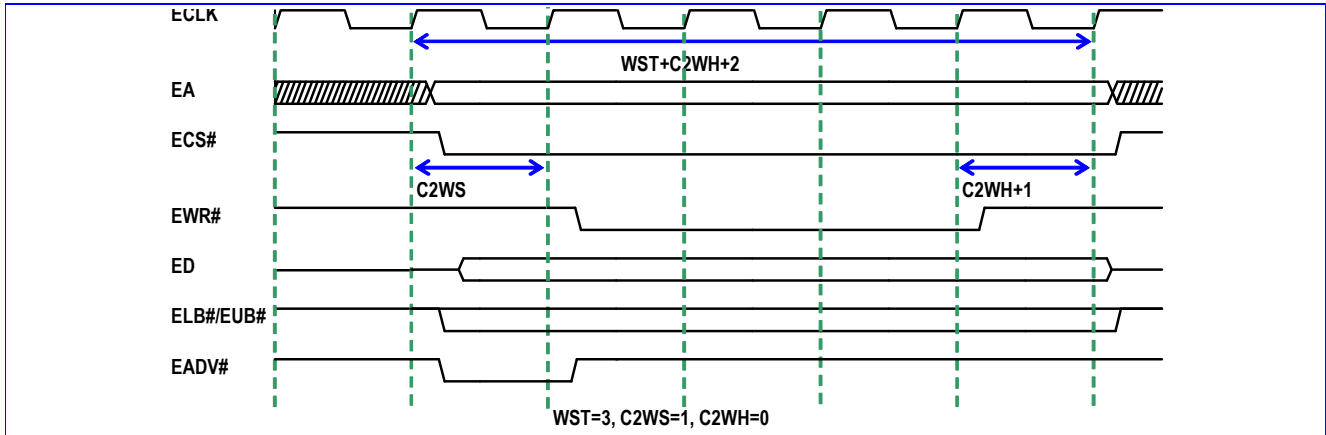 ECLK
WST+C2WH+2
EA
ECS#
C2WS
C2WH+1
EWR#
ED
ELB#/EUB#
EADV#
WST=3, C2WS=1, C2WH=0